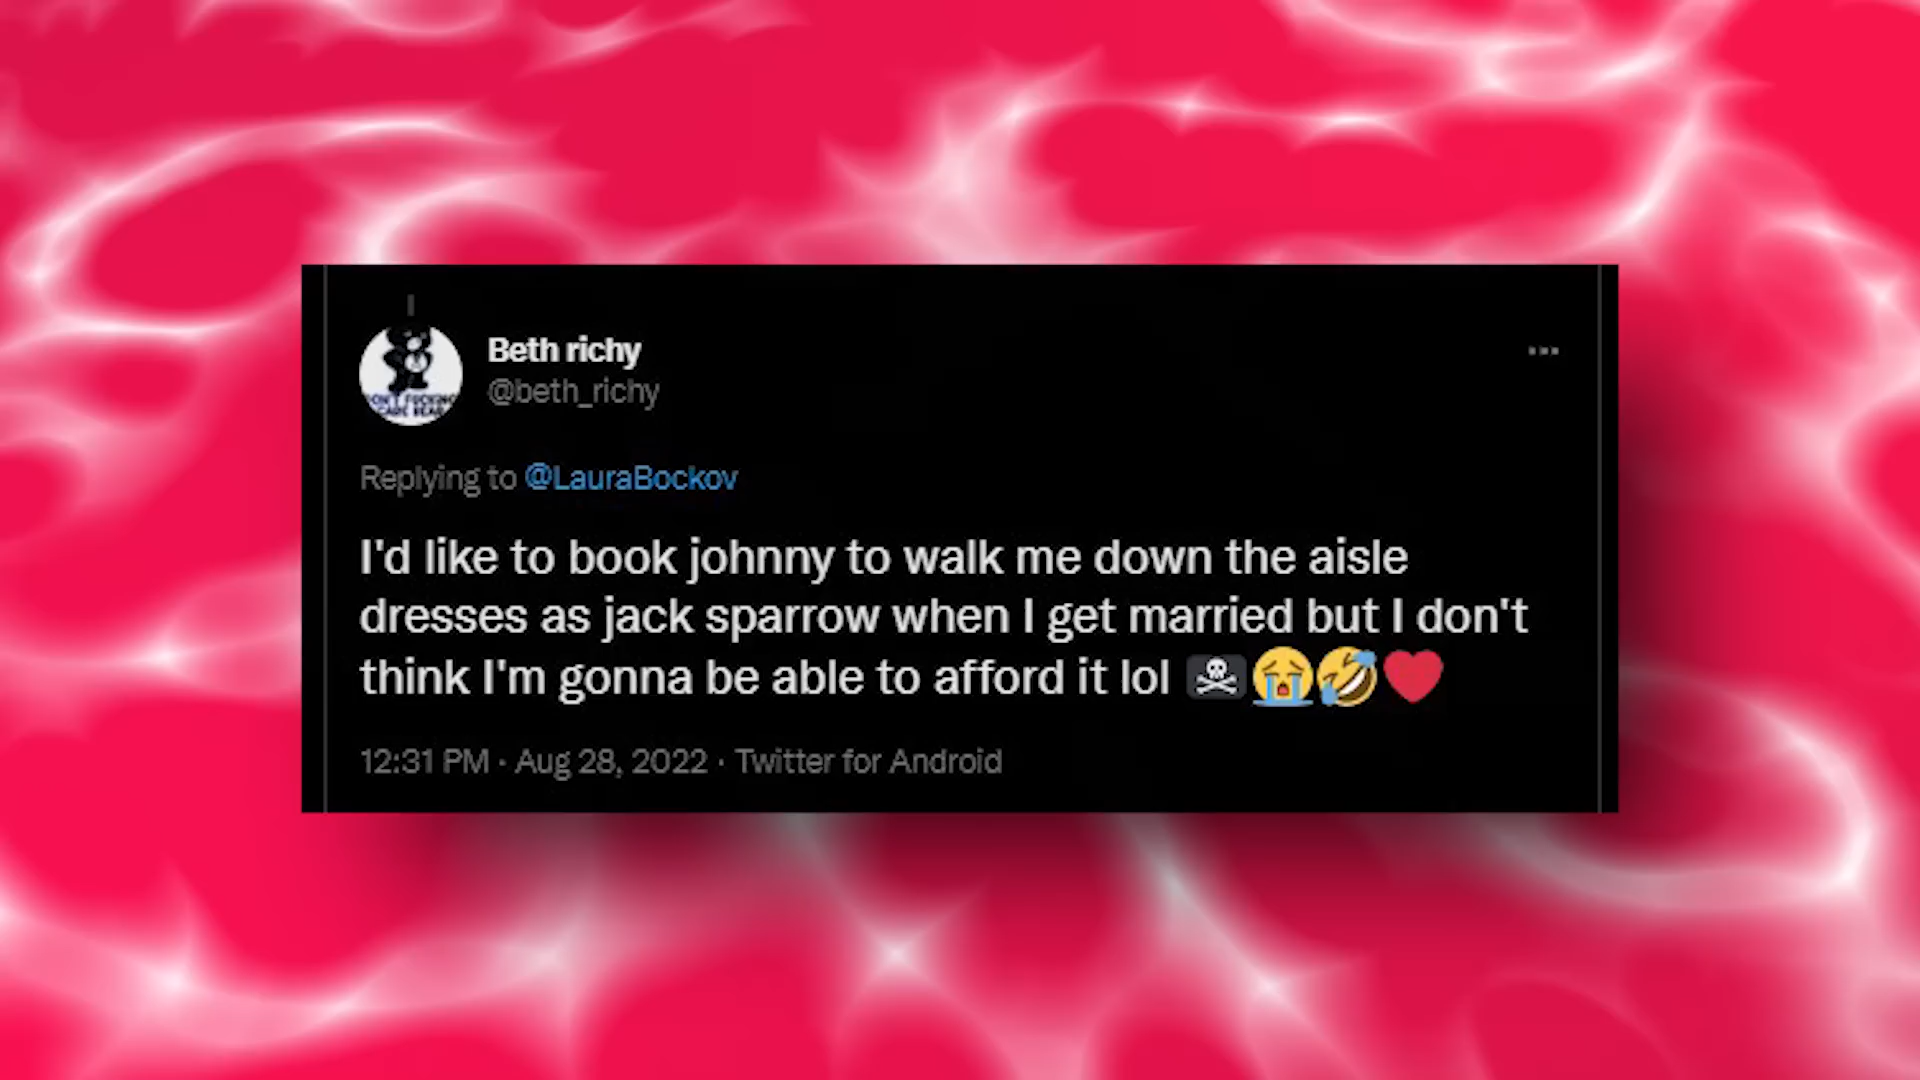 Beth richy
@beth_richy
Replying to @LauraBockov
I'd like to book johnny to walk me down the aisle
dresses as jack sparrow when I get married but I don't
think I'm gonna be able to afford it lol 🏴‍☠️😭🤣❤️
12:31 PM · Aug 28, 2022 · Twitter for Android